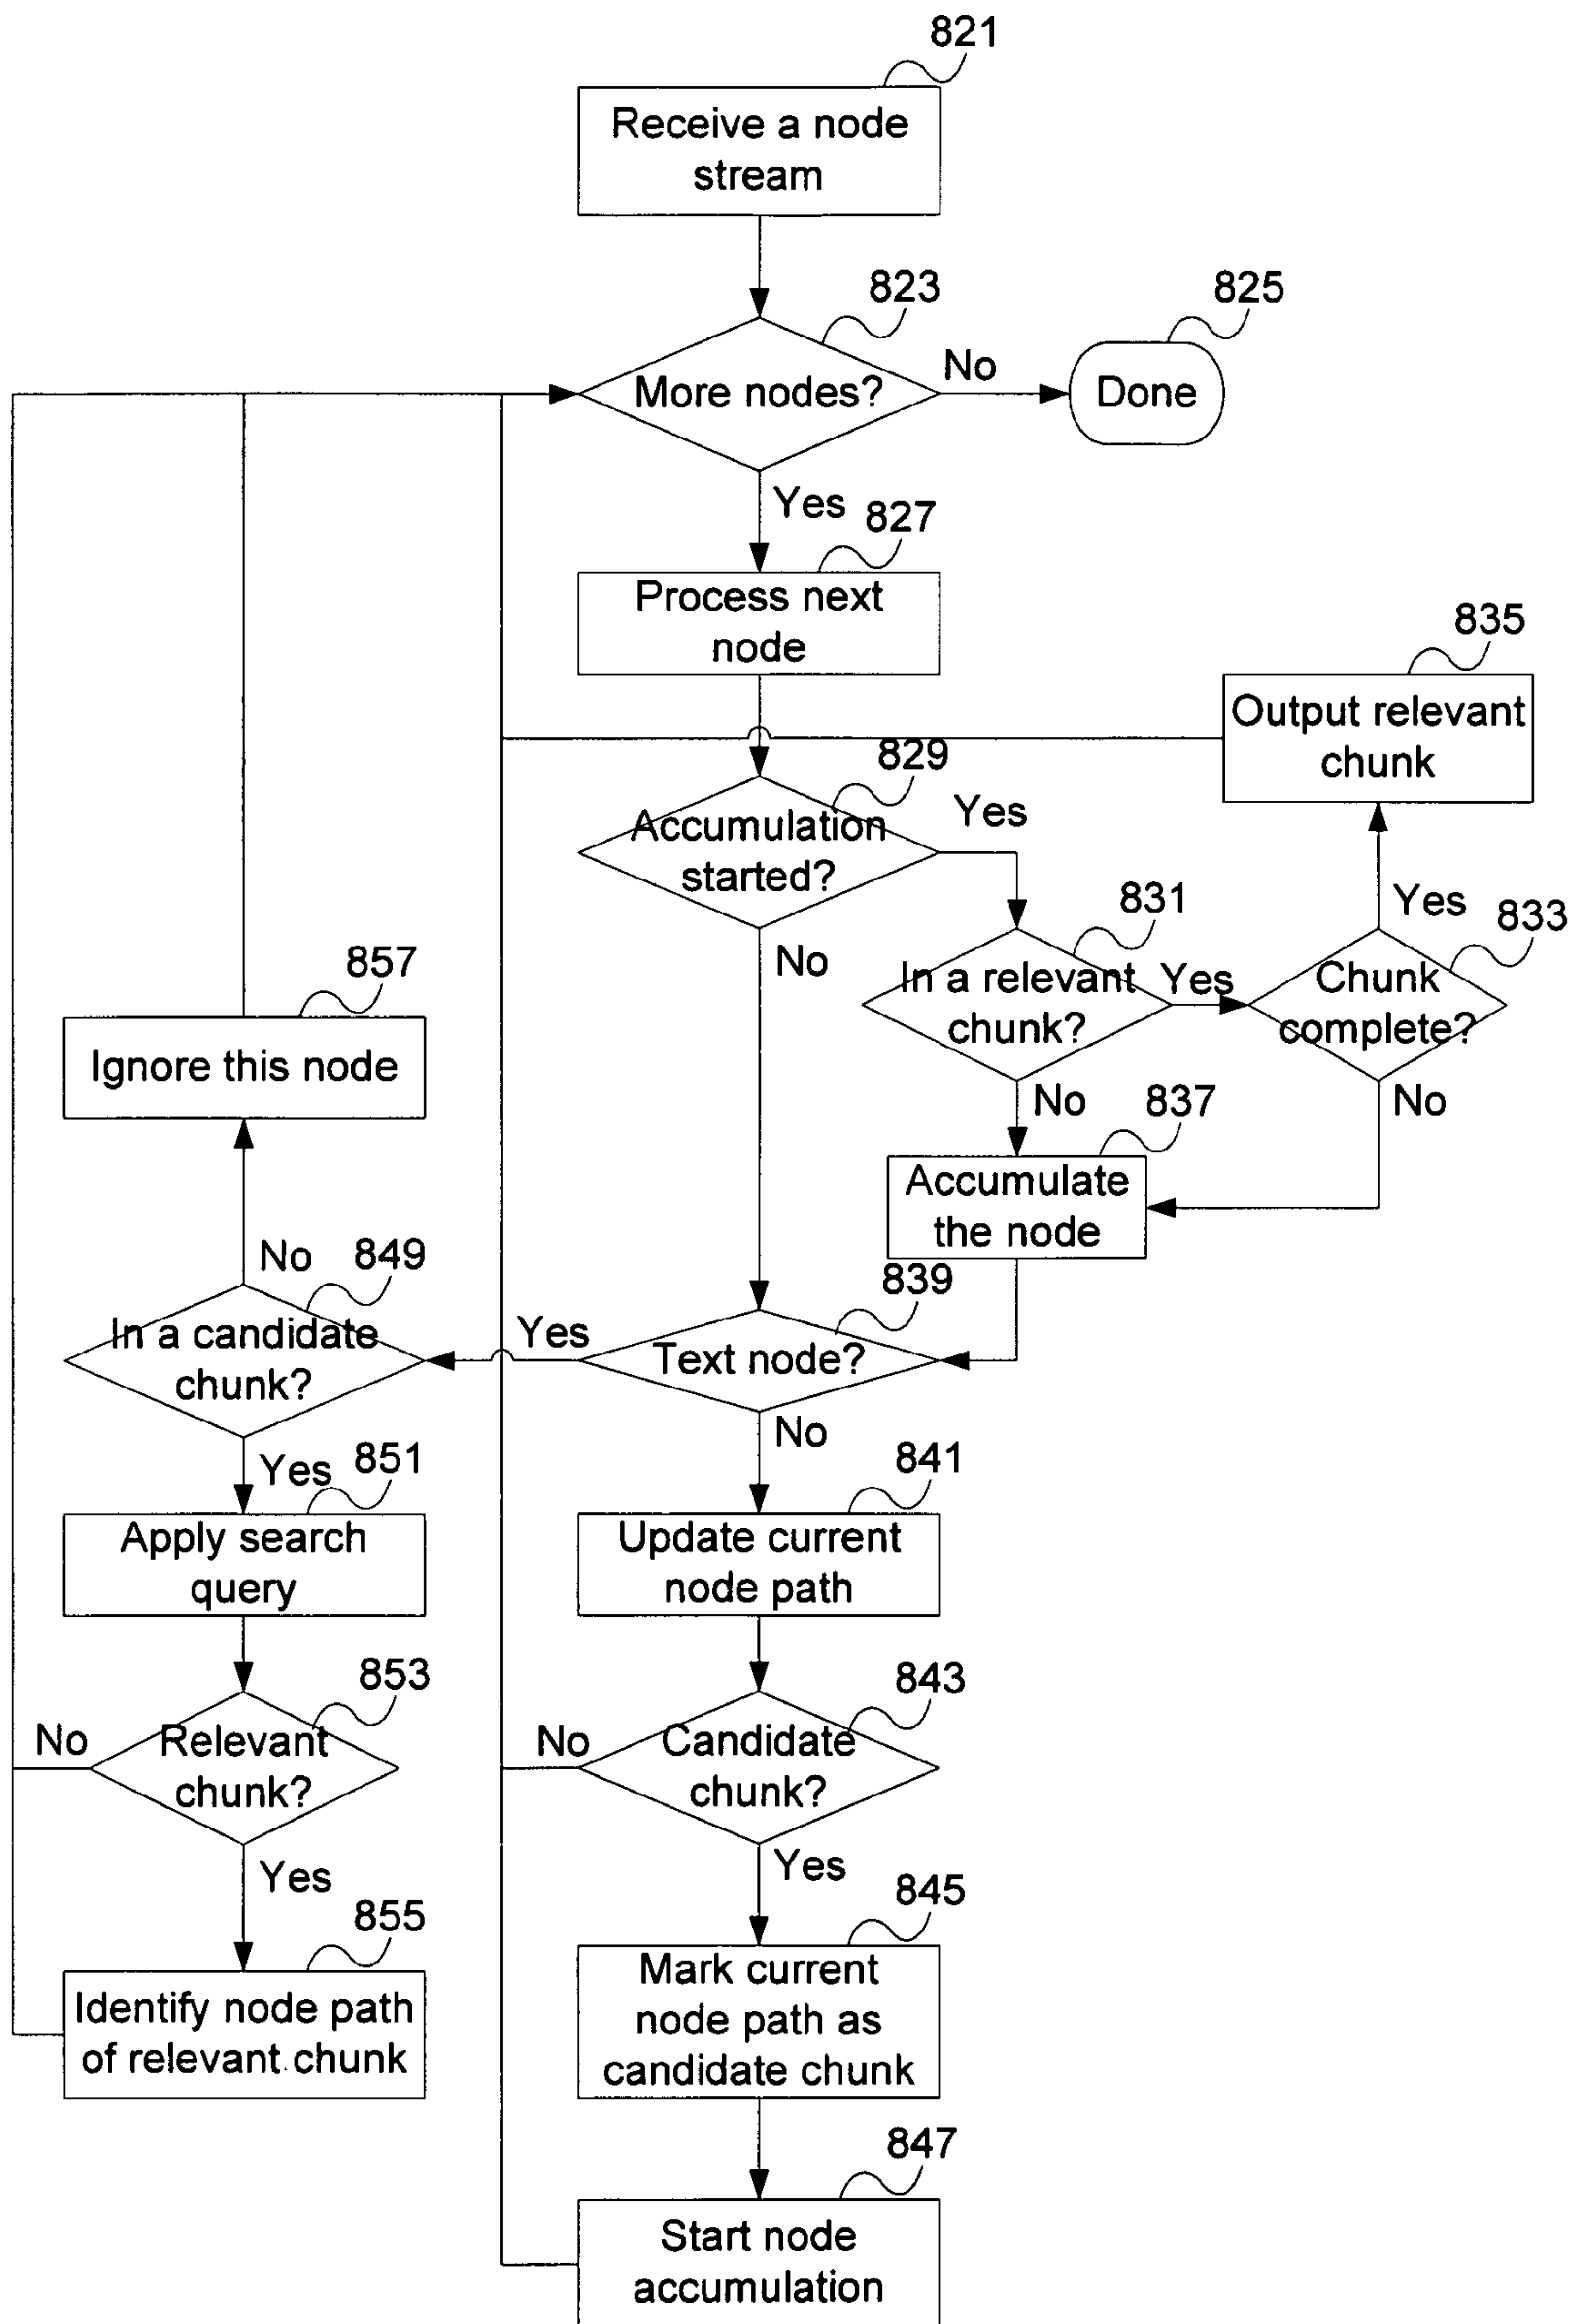 821
Receive a node
stream
823
825
More nodes?
No
Done
Yes
827
Process next
node
835
Output relevant
chunk
829
Accumulation
started?
Yes
831
Yes
833
In a relevant
chunk?
Yes
Chunk
complete?
No
857
Ignore this node
No
837
No
Accumulate
the node
No
849
839
In a candidate
chunk?
Yes
Text node?
No
Yes
851
841
Apply search
query
Update current
node path
853
843
No
Relevant
chunk?
No
Candidate
chunk?
Yes
Yes
855
845
Identify node path
of relevant chunk
Mark current
node path as
candidate chunk
847
Start node
accumulation